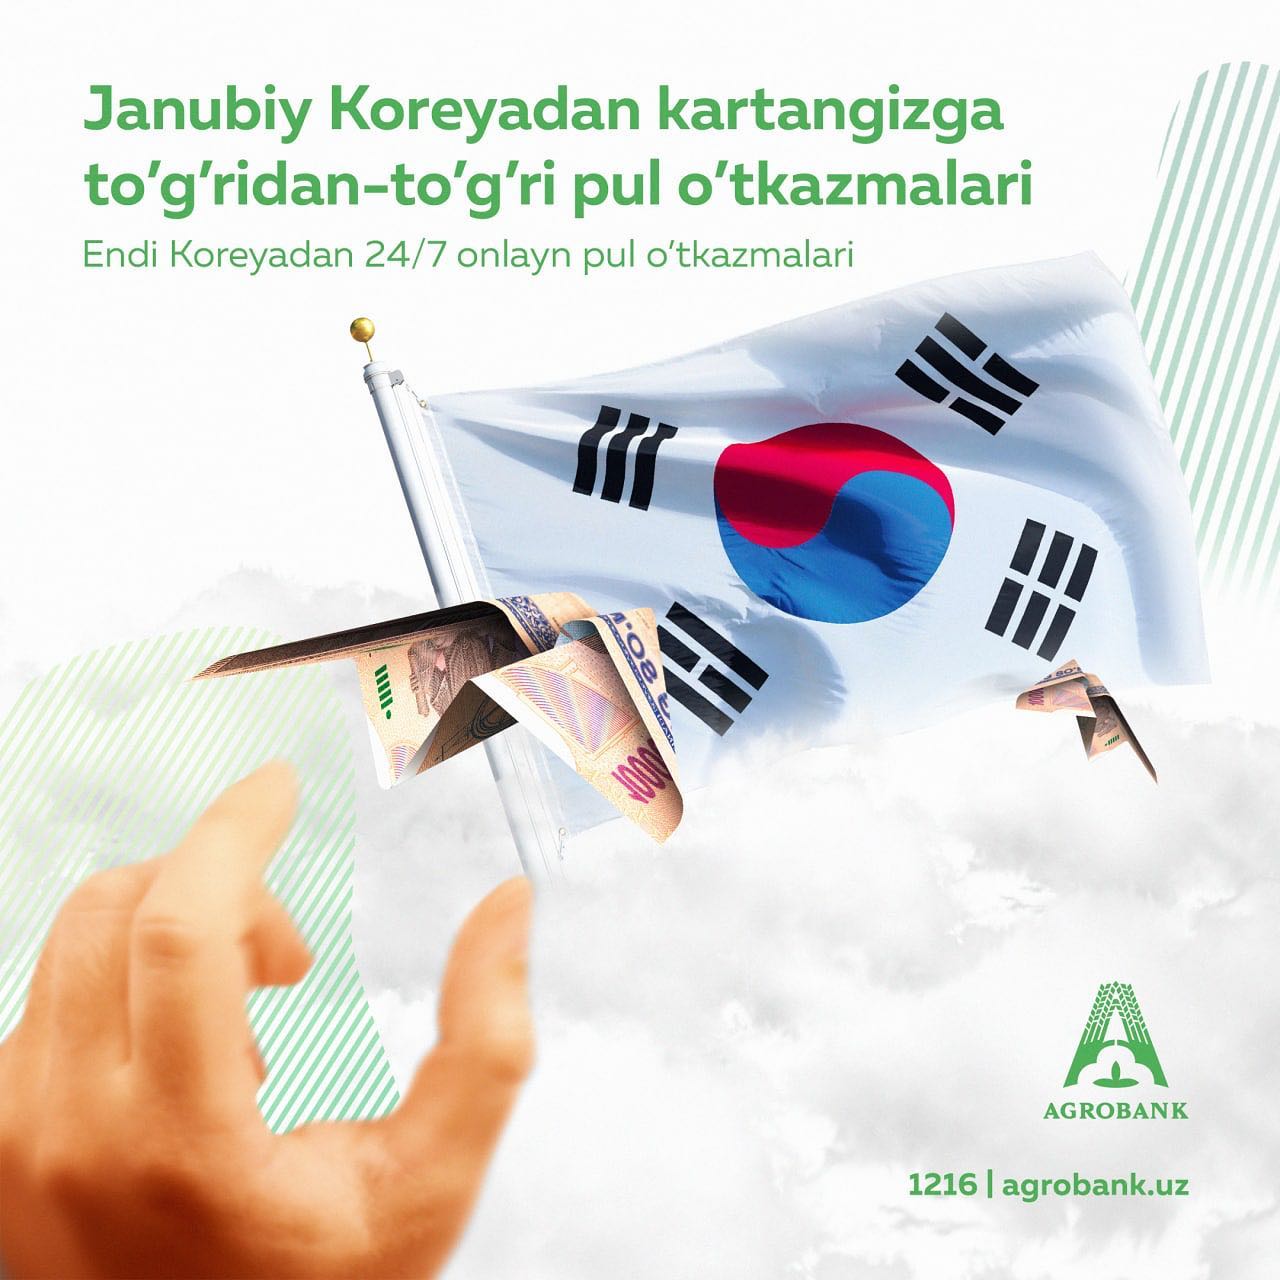 Janubiy Koreyadan kartangizga
to’g’ridan-to’g’ri pul o’tkazmalari
Endi Koreyadan 24/7 onlayn pul o’tkazmalari
AGROBANK
1216 | agrobank.uz